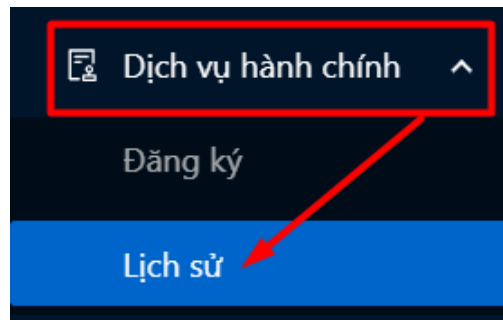 Dịch vụ hành chính
Đăng ký
Lịch sử